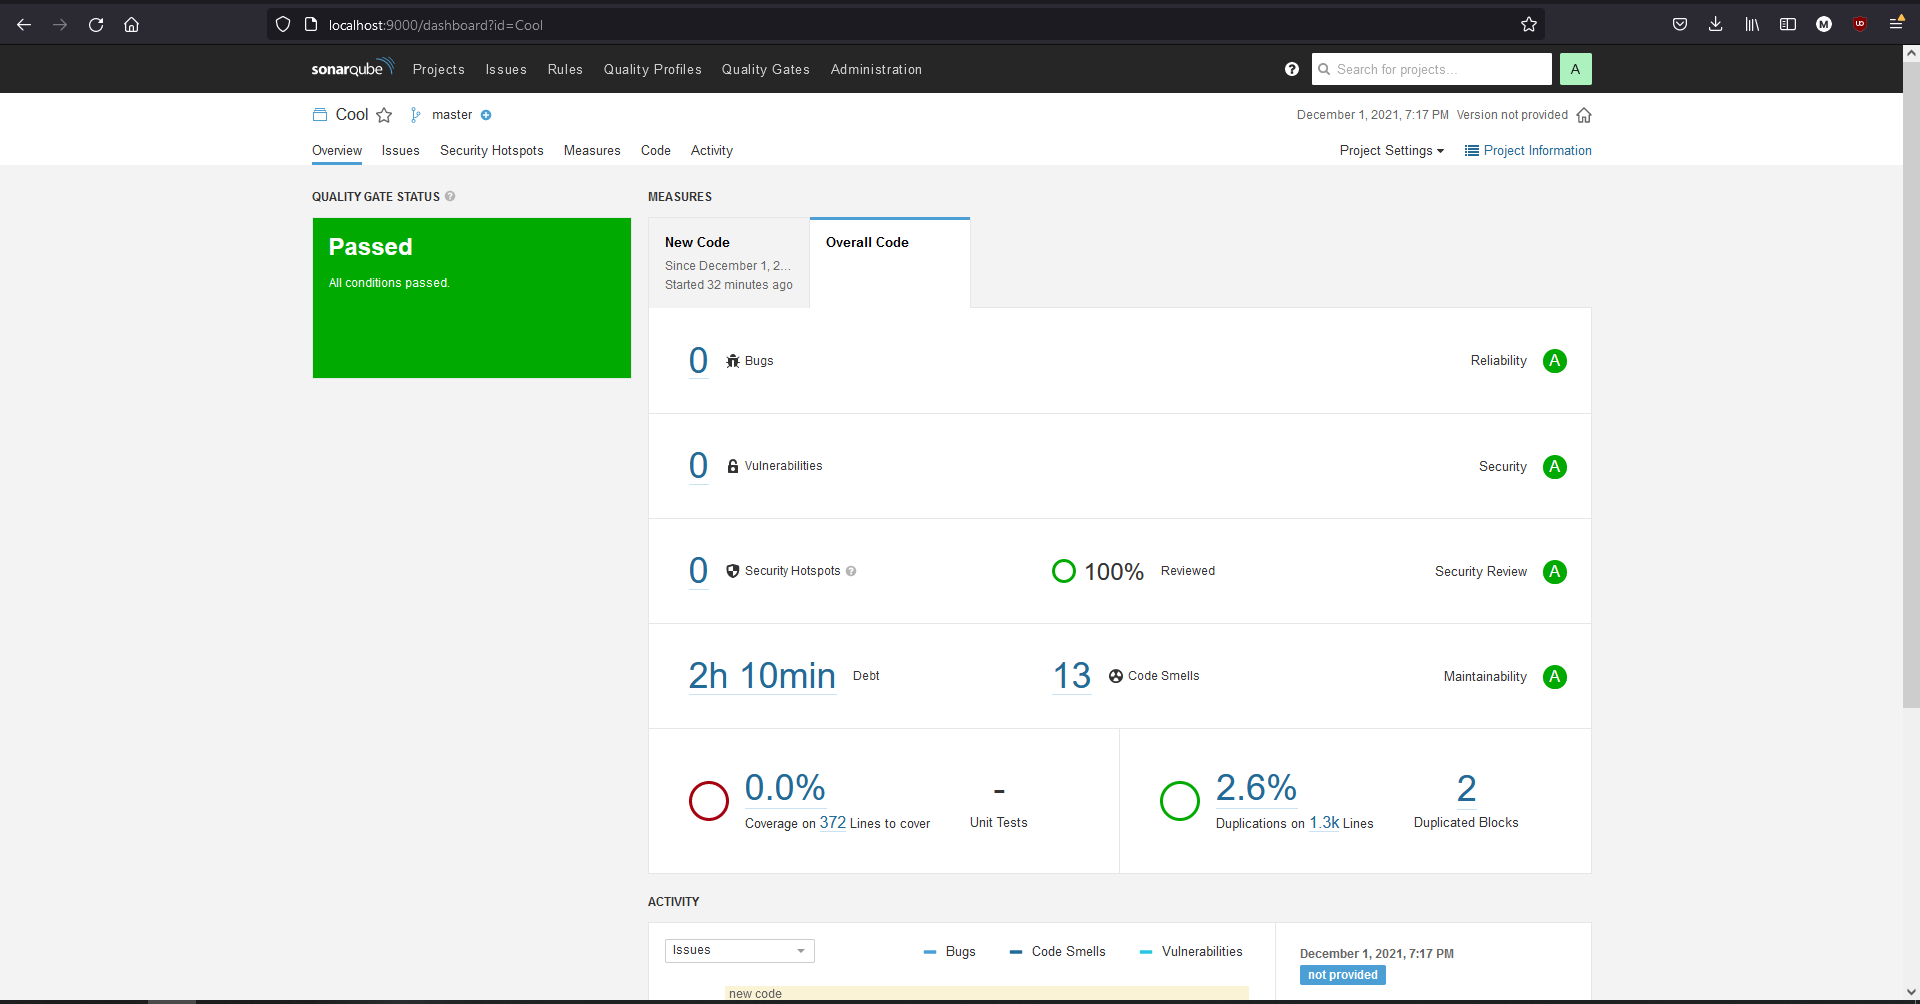 localhost:9000/dashboard?id=Cool
M
UD
sonarqube Projects Issues Rules Quality Profiles Quality Gates Administration
? Search for projects... A
Cool master
December 1, 2021, 7:17 PM Version not provided
Overview Issues Security Hotspots Measures Code Activity
Project Settings Project Information
QUALITY GATE STATUS ?
Passed
All conditions passed.
MEASURES
New Code
Since December 1, 2...
Started 32 minutes ago
Overall Code
0 Bugs Reliability A
0 Vulnerabilities Security A
0 Security Hotspots ? 100% Reviewed Security Review A
2h 10min Debt 13 Code Smells Maintainability A
0.0%
Coverage on 372 Lines to cover
-
Unit Tests
2.6%
Duplications on 1.3k Lines
2
Duplicated Blocks
ACTIVITY
Issues
Bugs Code Smells Vulnerabilities
new code
December 1, 2021, 7:17 PM
not provided